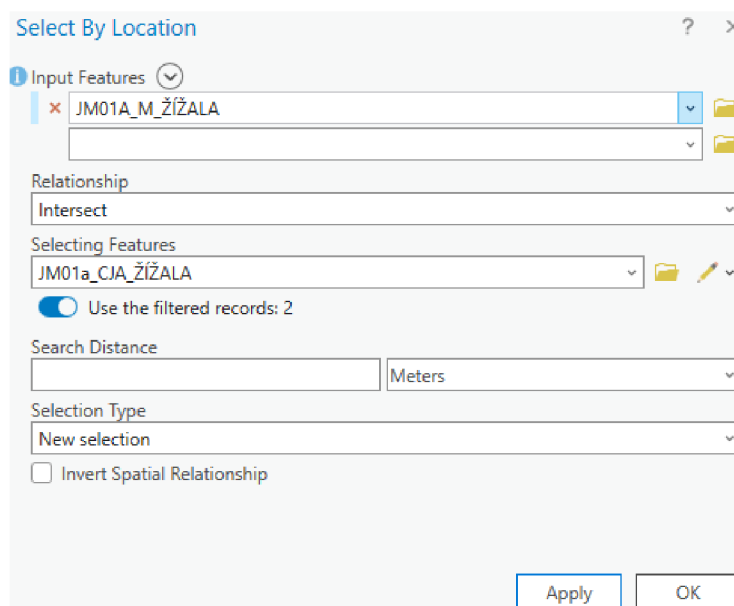 Select By Location ?
Input Features
JM01A_M_ŽÍŽALA
Relationship
Intersect
Selecting Features
JM01a_CJA_ŽÍŽALA
Use the filtered records: 2
Search Distance
Meters
Selection Type
New selection
Invert Spatial Relationship
Apply OK